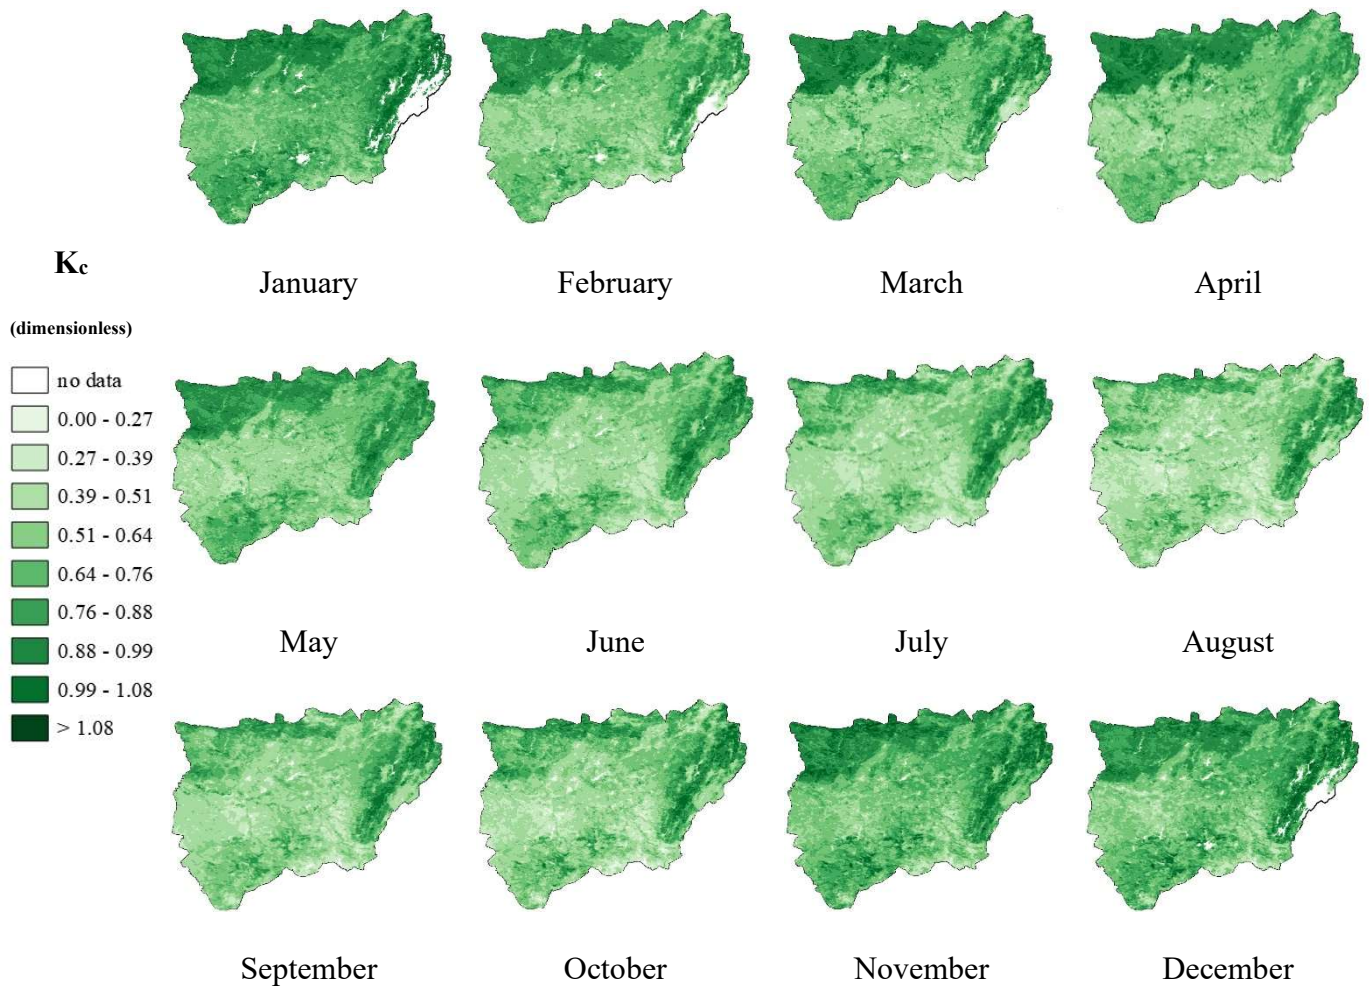 January
February
March
April
Kc
(dimensionless)
no data
0.00 - 0.27
0.27 - 0.39
0.39 - 0.51
0.51 - 0.64
0.64 - 0.76
0.76 - 0.88
0.88 - 0.99
0.99 - 1.08
> 1.08
May
June
July
August
September
October
November
December